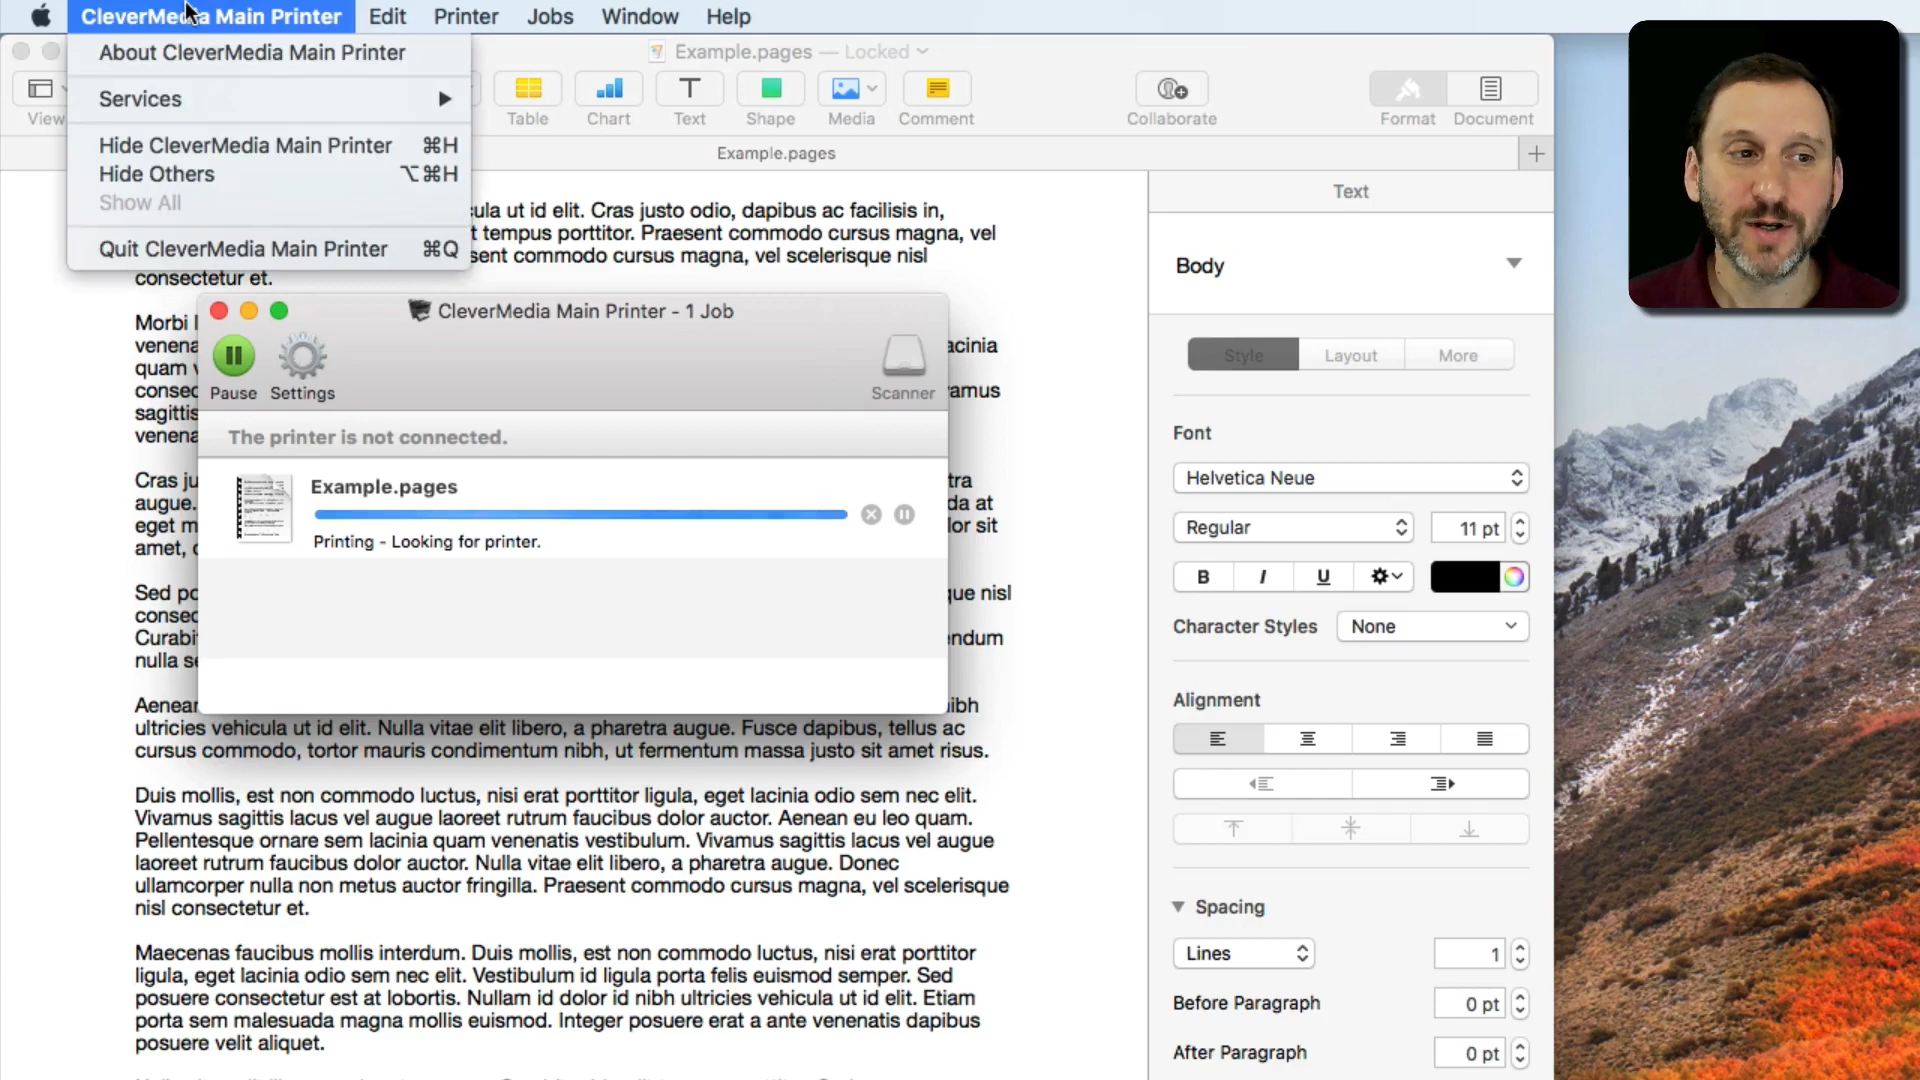 CleverMedia Main Printer Edit Printer Jobs Window Help
About CleverMedia Main Printer
Services
Hide CleverMedia Main Printer ⌘H
Hide Others ⌥⌘H
Show All
Quit CleverMedia Main Printer ⌘Q
Example.pages — Locked
View Table Chart Text Shape Media Comment Collaborate Format Document
Example.pages
ut id elit. Cras justo odio, dapibus ac facilisis in,
tempus porttitor. Praesent commodo cursus magna, vel
commodo cursus magna, vel scelerisque nisl
consectetur et.
Morbi
CleverMedia Main Printer - 1 Job
Pause Settings Scanner
The printer is not connected.
Example.pages
Printing - Looking for printer.
quam
amet,
nulla
ultricies vehicula ut id elit. Nulla vitae elit libero, a pharetra augue. Fusce dapibus, tellus ac
cursus commodo, tortor mauris condimentum nibh, ut fermentum massa justo sit amet risus.
Duis mollis, est non commodo luctus, nisi erat porttitor ligula, eget lacinia odio sem nec elit.
Vivamus sagittis lacus vel augue laoreet rutrum faucibus dolor auctor. Aenean eu leo quam.
Pellentesque ornare sem lacinia quam venenatis vestibulum. Vivamus sagittis lacus vel augue
laoreet rutrum faucibus dolor auctor. Nulla vitae elit libero, a pharetra augue. Donec
ullamcorper nulla non metus auctor fringilla. Praesent commodo cursus magna, vel scelerisque
nisl consectetur et.
Maecenas faucibus mollis interdum. Duis mollis, est non commodo luctus, nisi erat porttitor
ligula, eget lacinia odio sem nec elit. Vestibulum id ligula porta felis euismod semper. Sed
posuere consectetur est at lobortis. Nullam id dolor id nibh ultricies vehicula ut id elit. Etiam
porta sem malesuada magna mollis euismod. Integer posuere erat a ante venenatis dapibus
posuere velit aliquet.
Text
Body
Style Layout More
Font
Helvetica Neue
Regular 11 pt
B I U
Character Styles None
Alignment
Spacing
Lines 1
Before Paragraph 0 pt
After Paragraph 0 pt